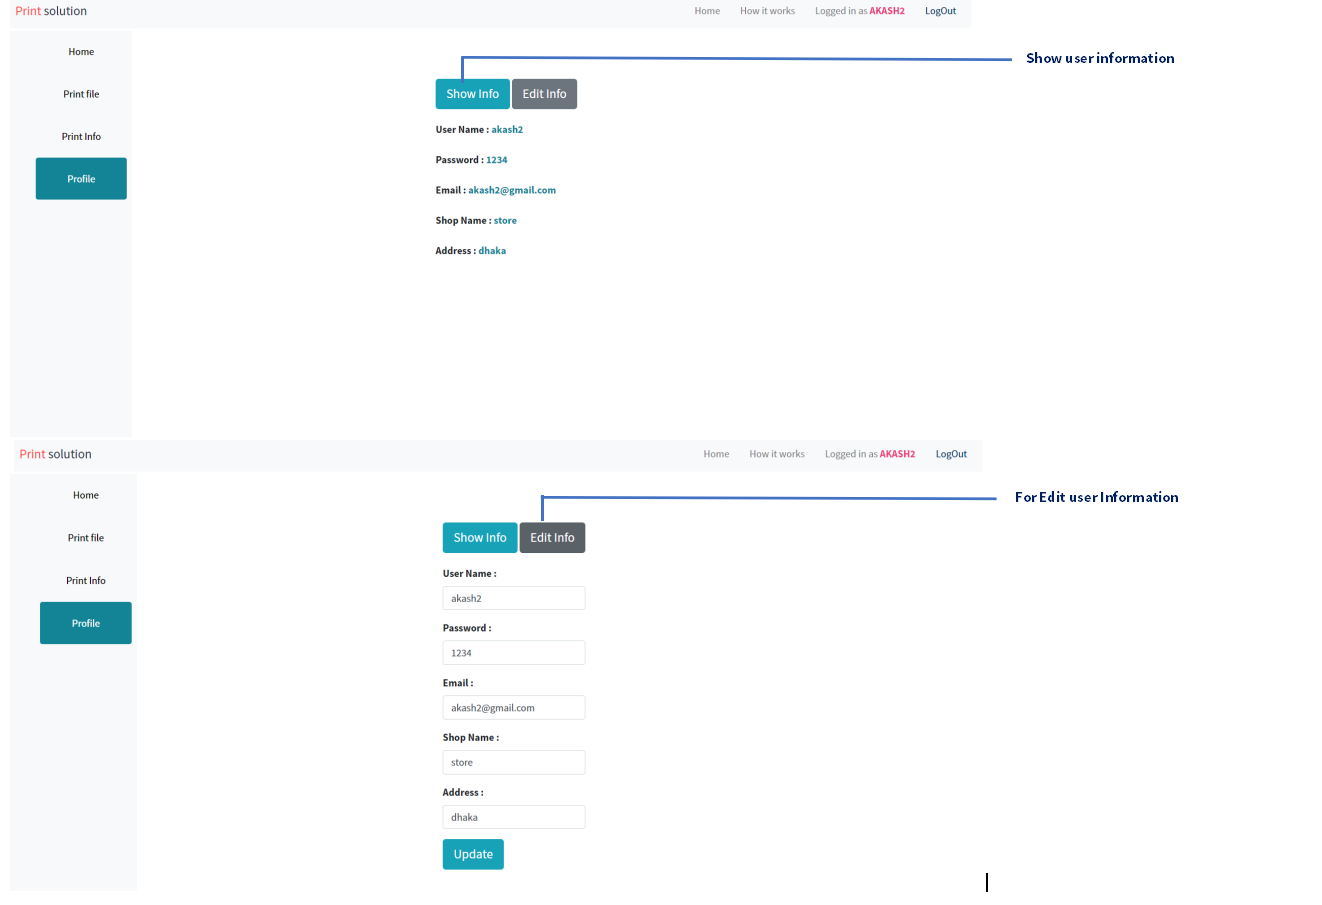 Print solution
Home How it works Logged in as AKASH2 LogOut
Home
Print file
Print Info
Profile
Show user information
Show Info Edit Info
User Name : akash2
Password : 1234
Email : akash2@gmail.com
Shop Name : store
Address : dhaka
Print solution
Home How it works Logged in as AKASH2 LogOut
Home
Print file
Print Info
Profile
For Edit user Information
Show Info Edit Info
User Name :
akash2
Password :
1234
Email :
akash2@gmail.com
Shop Name :
store
Address :
dhaka
Update